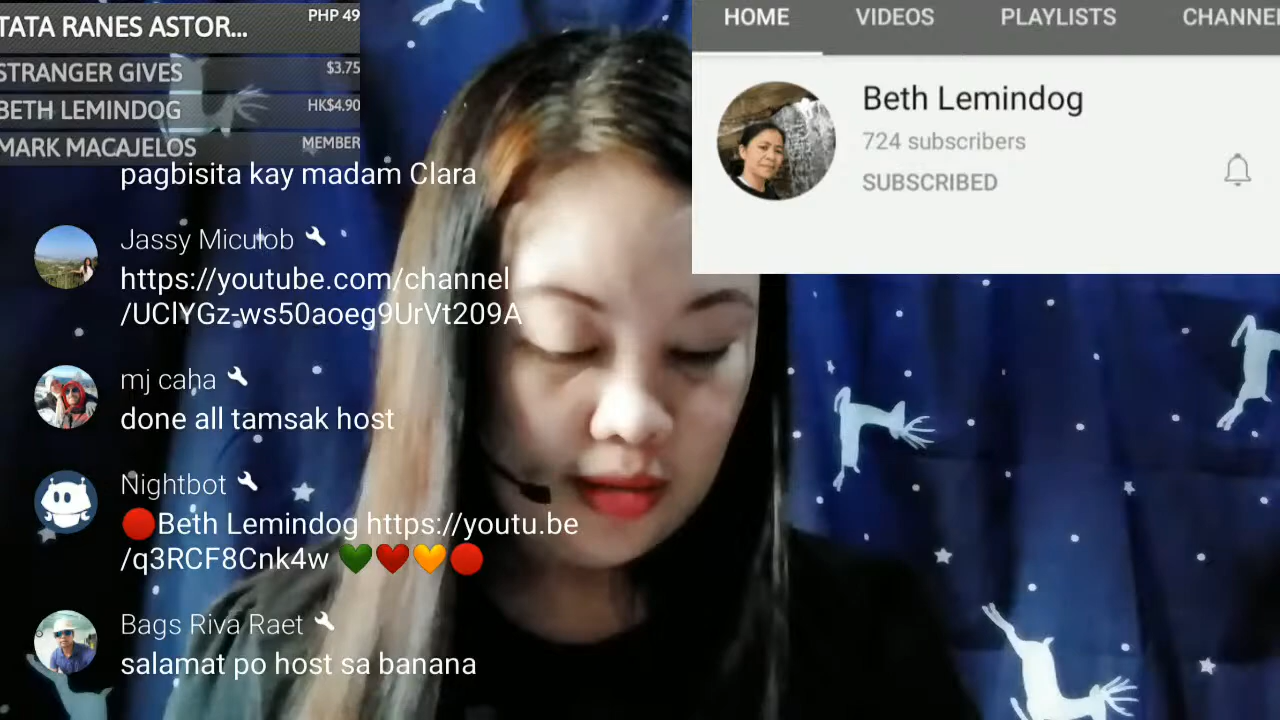 TATA RANES ASTOR... PHP 49
STRANGER GIVES $3.75
BETH LEMINDOG HK$4.90
MARK MACAJELOS MEMBER
pagbisita kay madam Clara
Jassy Miculob
https://youtube.com/channel
/UClYGz-ws50aoeg9UrVt209A
mj caha
done all tamsak host
Nightbot
🔴Beth Lemindog https://youtu.be
/q3RCF8Cnk4w 💚❤️🧡🔴
Bags Riva Raet
salamat po host sa banana
HOME VIDEOS PLAYLISTS CHANNE
Beth Lemindog
724 subscribers
SUBSCRIBED